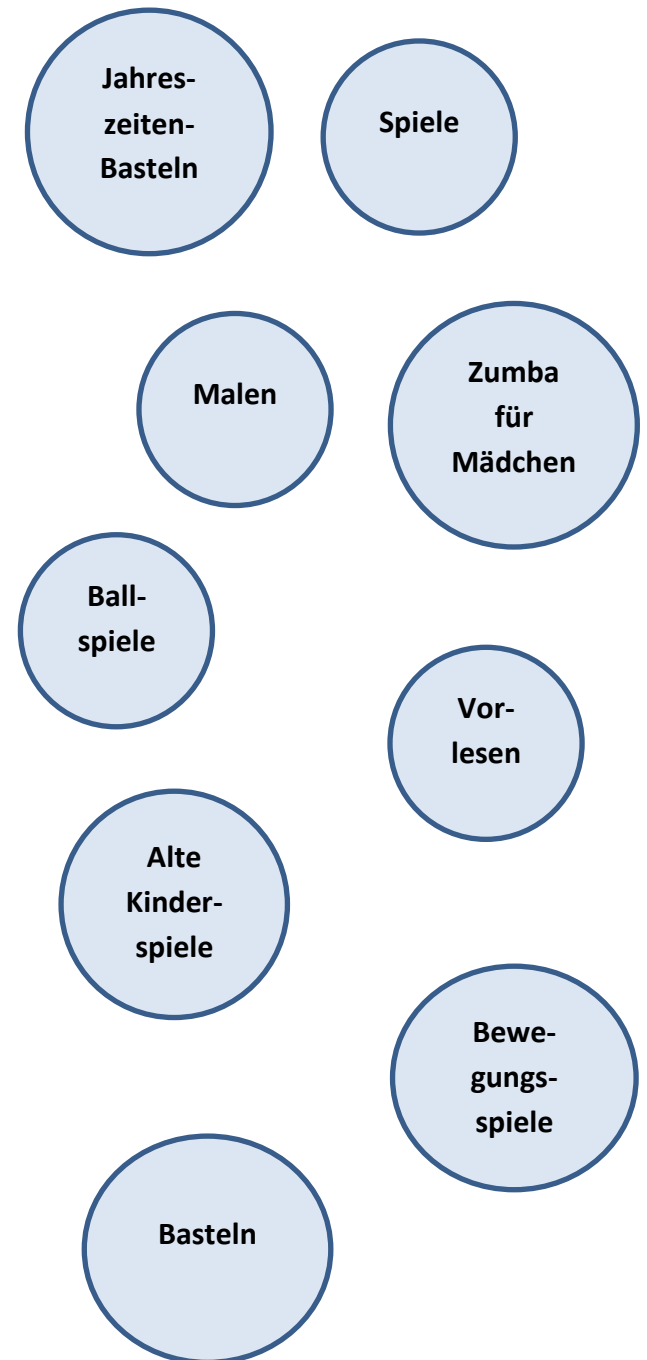 Jahres-
zeiten-
Basteln
Spiele
Malen
Zumba
für
Mädchen
Ball-
spiele
Vor-
lesen
Alte
Kinder-
spiele
Bewe-
gungs-
spiele
Basteln